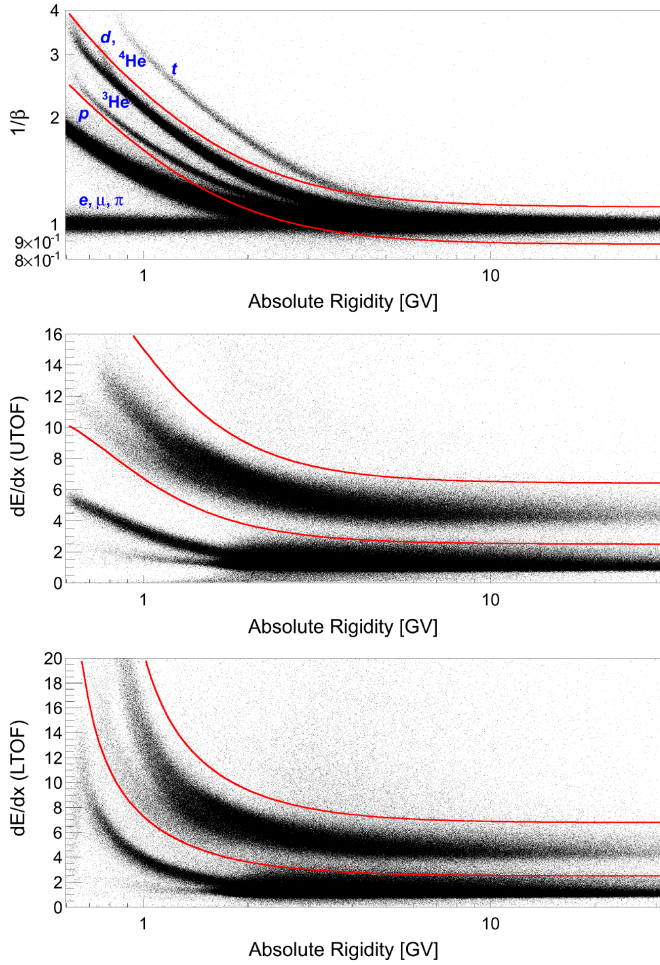 4
3
2
1
9×10⁻¹
8×10⁻¹
1/β
d, ⁴He
t
³He
p
e, μ, π
1 10
Absolute Rigidity [GV]
16
14
12
10
8
6
4
2
0
dE/dx (UTOF)
1 10
Absolute Rigidity [GV]
20
18
16
14
12
10
8
6
4
2
0
dE/dx (LTOF)
1 10
Absolute Rigidity [GV]